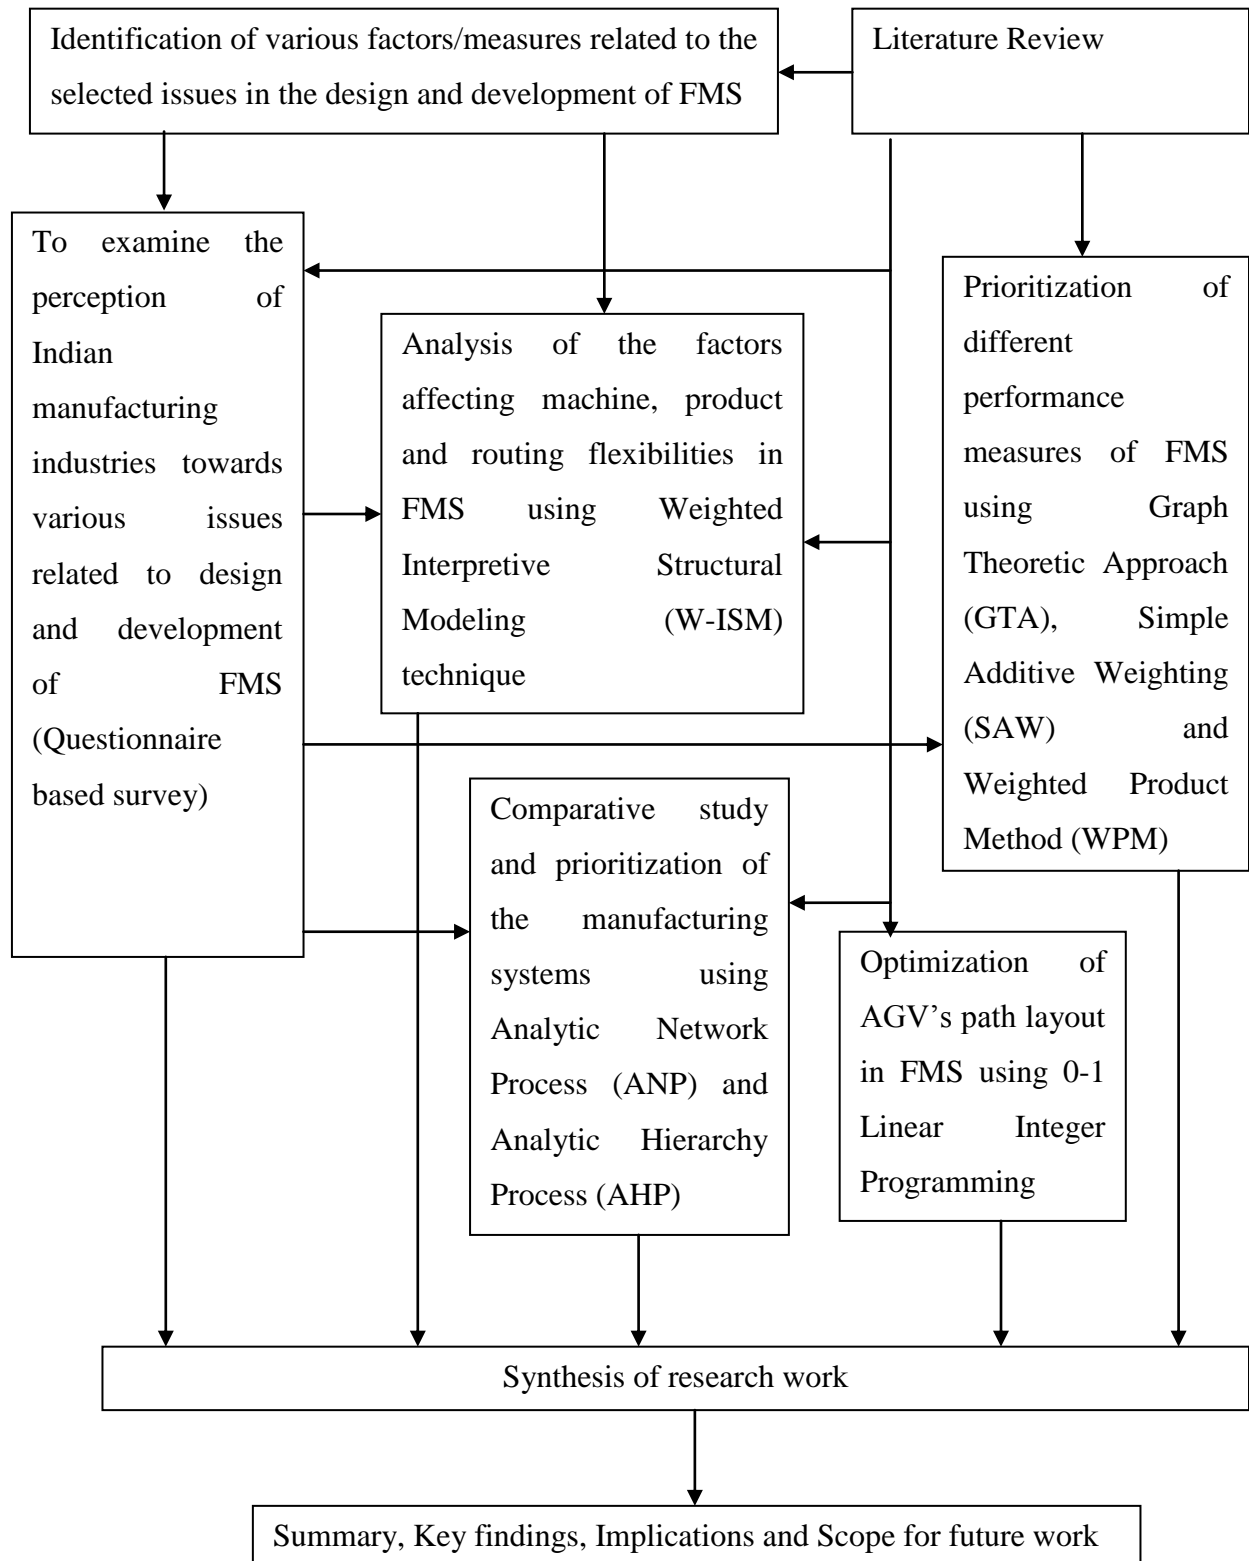 Identification of various factors/measures related to the
selected issues in the design and development of FMS
Literature Review
To examine the
perception of
Indian
manufacturing
industries towards
various issues
related to design
and development
of FMS
(Questionnaire
based survey)
Analysis of the factors
affecting machine, product
and routing flexibilities in
FMS using Weighted
Interpretive Structural
Modeling (W-ISM)
technique
Prioritization of
different
performance
measures of FMS
using Graph
Theoretic Approach
(GTA), Simple
Additive Weighting
(SAW) and
Weighted Product
Method (WPM)
Comparative study
and prioritization of
the manufacturing
systems using
Analytic Network
Process (ANP) and
Analytic Hierarchy
Process (AHP)
Optimization of
AGV’s path layout
in FMS using 0-1
Linear Integer
Programming
Synthesis of research work
Summary, Key findings, Implications and Scope for future work